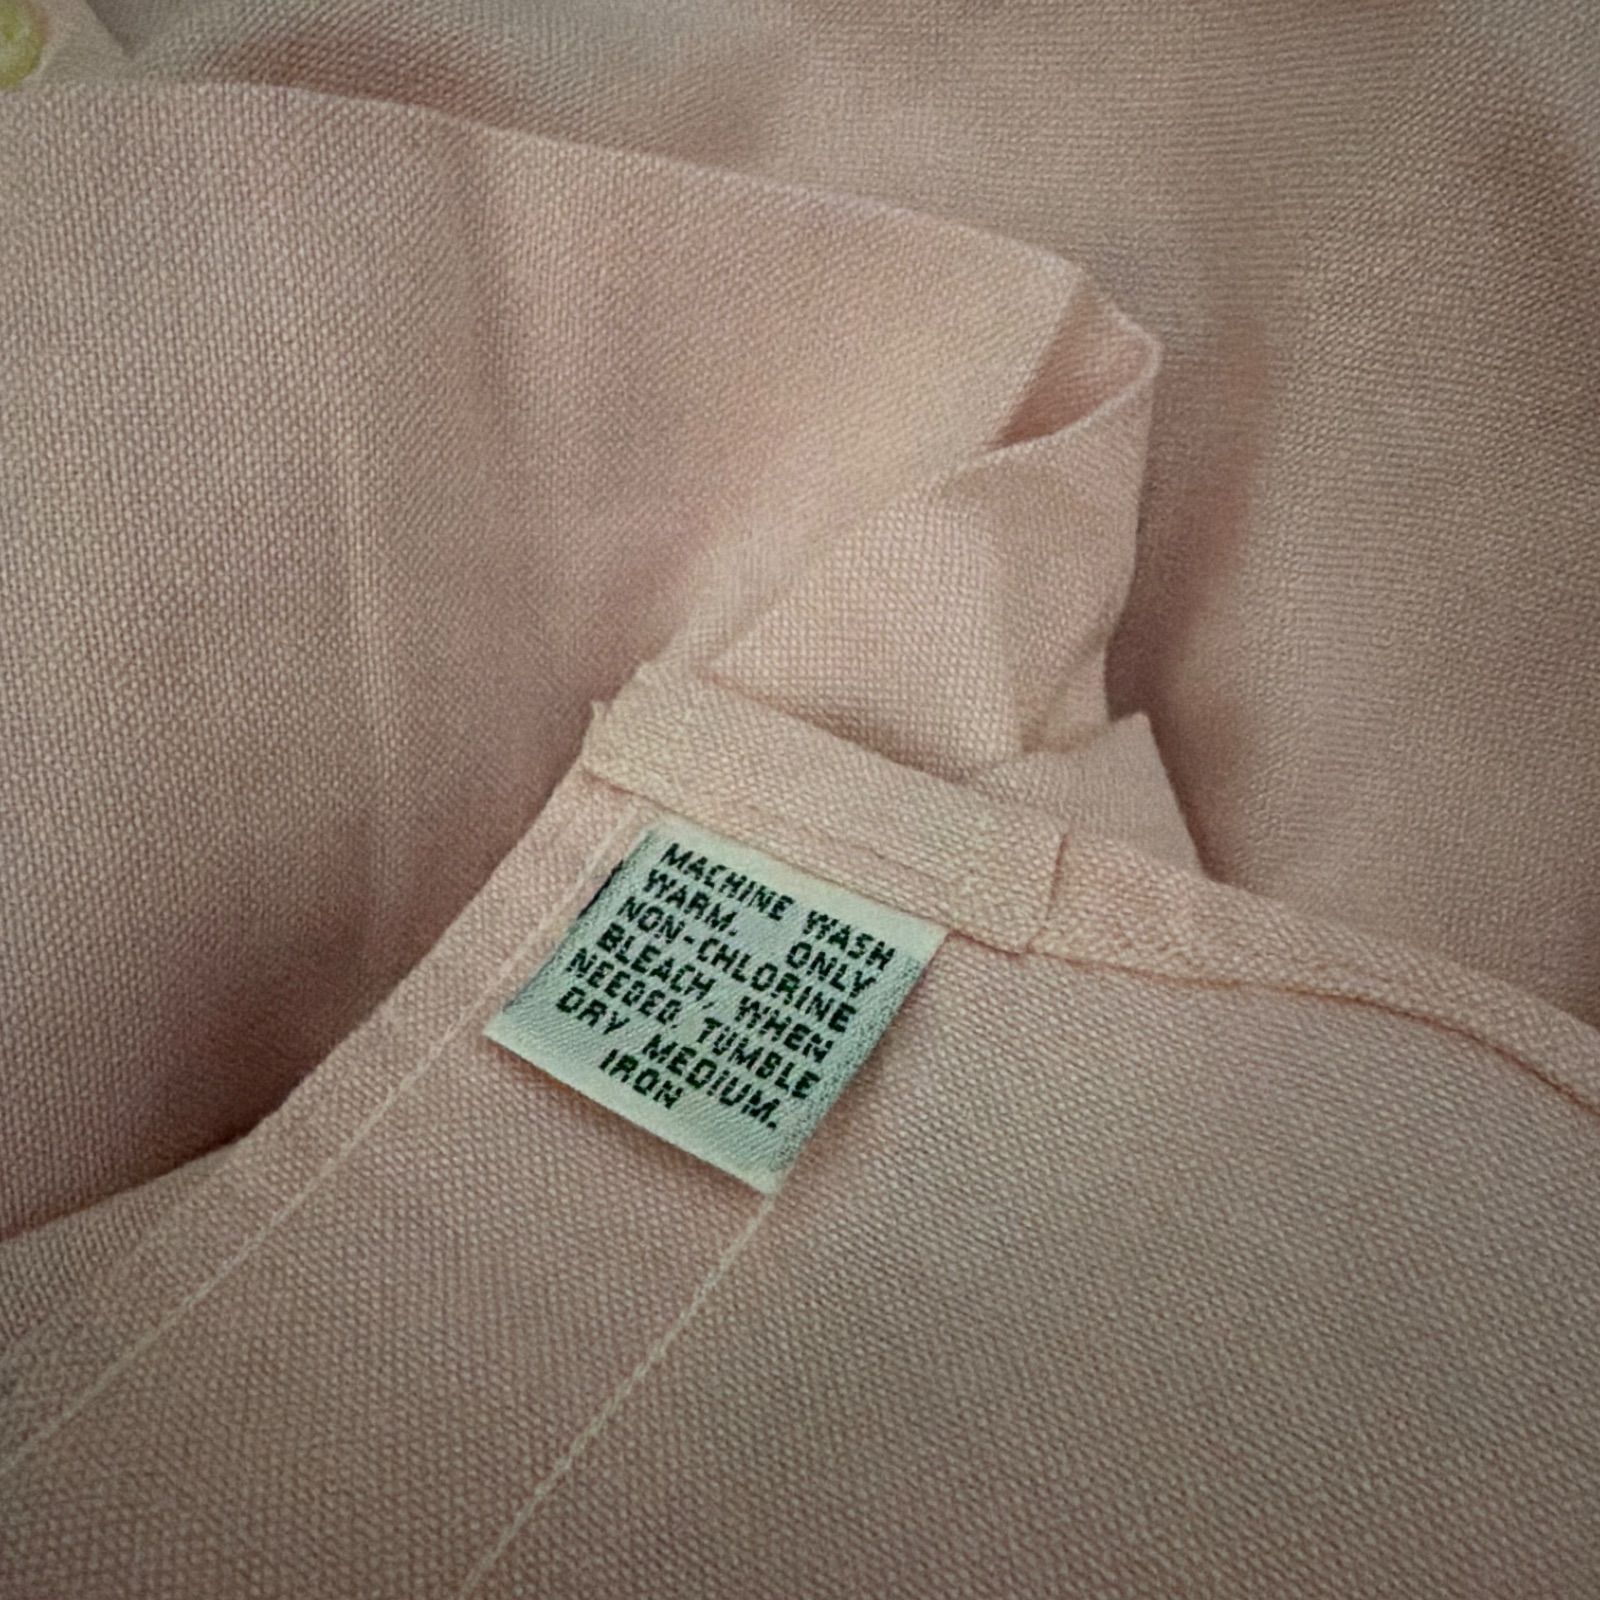 MACHINE WASH
WARM. ONLY
NON-CHLORINE
BLEACH, WHEN
NEEDED. TUMBLE
DRY MEDIUM.
IRON